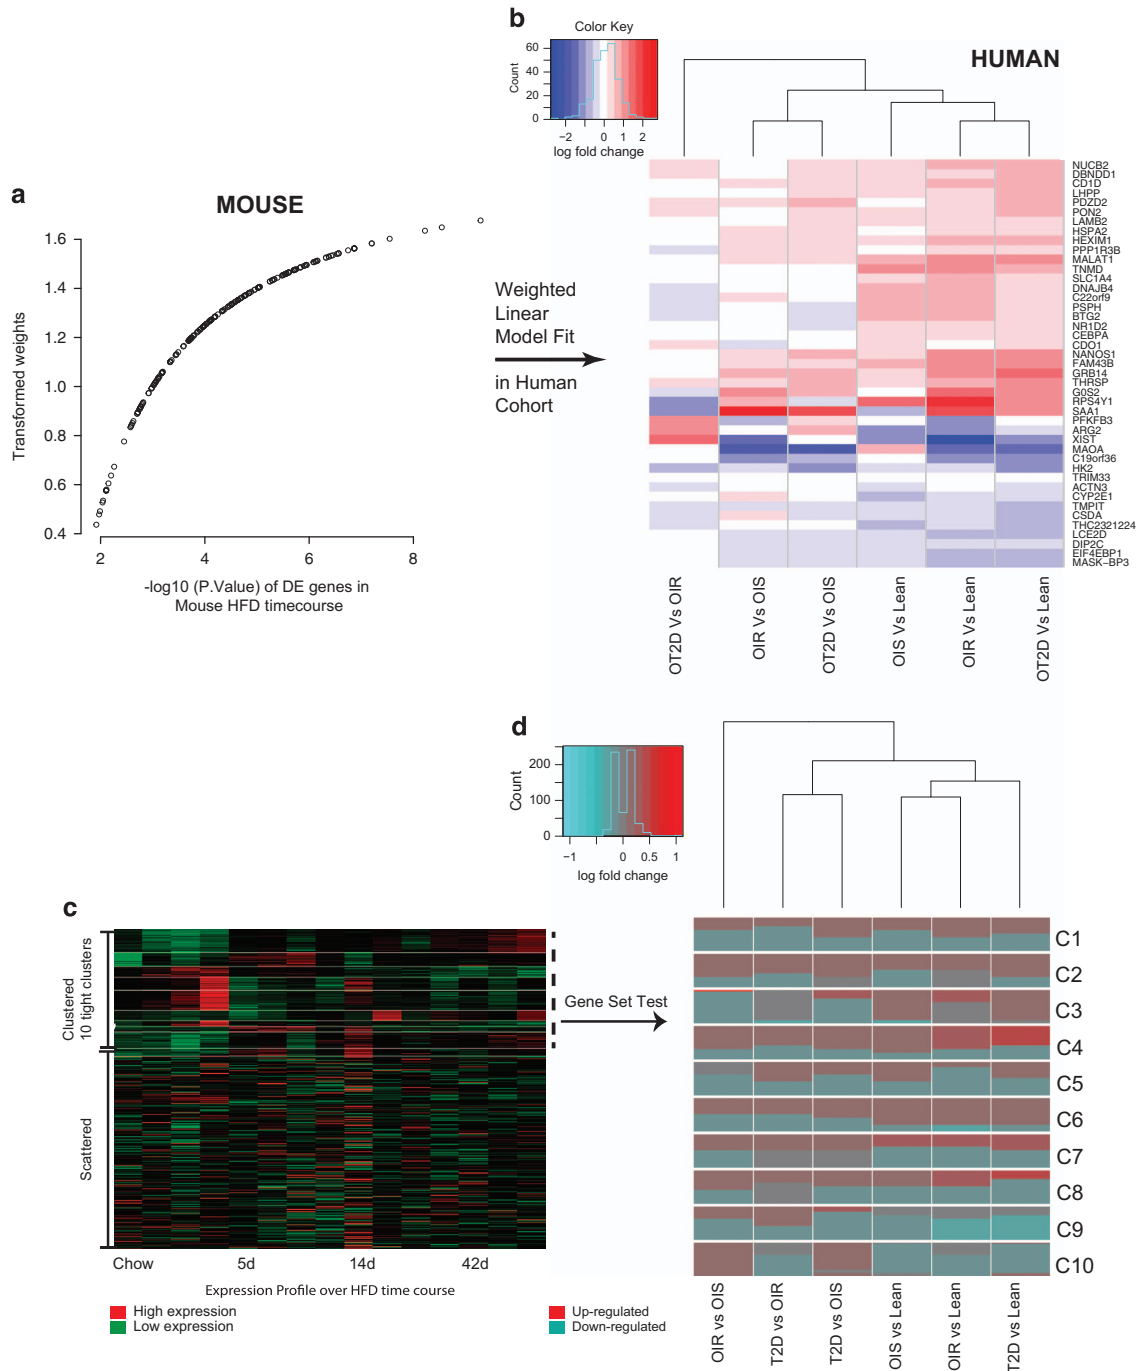 a
MOUSE
Transformed weights
1.6
1.4
1.2
1.0
0.8
0.6
0.4
2
4
6
8
-log10 (P.Value) of DE genes in
Mouse HFD timecourse
Weighted
Linear
Model Fit
in Human
Cohort
b
Color Key
Count
60
40
20
0
−2
0
1
2
log fold change
HUMAN
NUCB2
DBNDD1
CD1D
LHPP
PDZD2
PON2
LAMB2
HSPA2
HEXIM1
PPP1R3B
MALAT1
TNMD
SLC1A4
DNAJB4
C22orf9
PSPH
BTG2
NR1D2
CEBPA
CDO1
NANOS1
FAM43B
GRB14
THRSP
G0S2
RPS4Y1
SAA1
PFKFB3
ARG2
XIST
MAOA
C19orf36
HK2
TRIM33
ACTN3
CYP2E1
TMPIT
CSDA
THC2321224
LCE2D
DIP2C
EIF4EBP1
MASK−BP3
OT2D Vs OIR
OIR Vs OIS
OT2D Vs OIS
OIS Vs Lean
OIR Vs Lean
OT2D Vs Lean
c
Clustered
10 tight clusters
Scattered
Chow
5d
14d
42d
Expression Profile over HFD time course
High expression
Low expression
Gene Set Test
d
Count
200
100
0
−1
0
0.5
1
log fold change
C1
C2
C3
C4
C5
C6
C7
C8
C9
C10
OIR vs OIS
T2D vs OIR
T2D vs OIS
OIS vs Lean
OIR vs Lean
T2D vs Lean
Up-regulated
Down-regulated